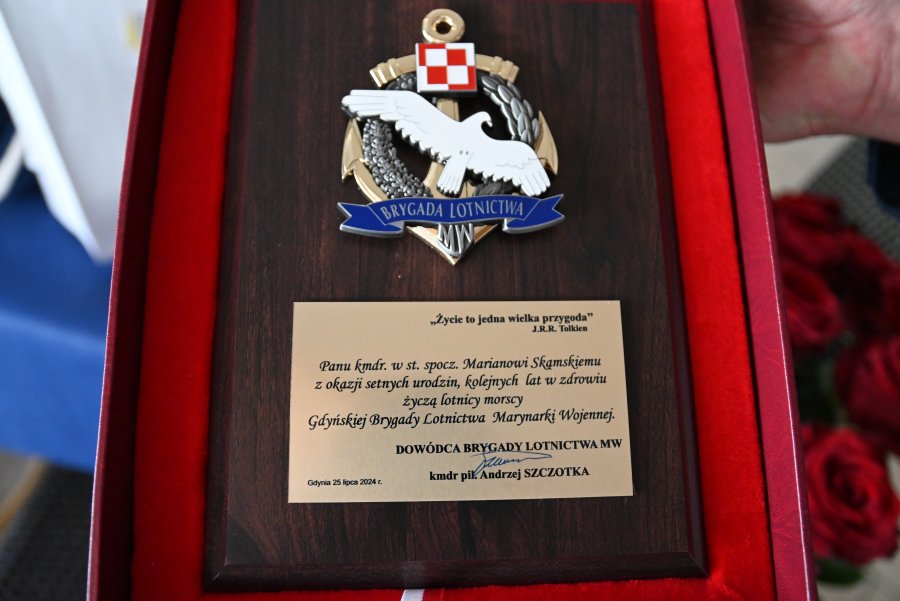 BRYGADA LOTNICTWA
MW
„Życie to jedna wielka przygoda”
J.R.R. Tolkien
Panu kmdr. w st. spocz. Marianowi Skąmskiemu
z okazji setnych urodzin, kolejnych lat w zdrowiu
życzą lotnicy morscy
Gdyńskiej Brygady Lotnictwa Marynarki Wojennej.
DOWÓDCA BRYGADY LOTNICTWA MW
kmdr pil. Andrzej SZCZOTKA
Gdynia 25 lipca 2024 r.